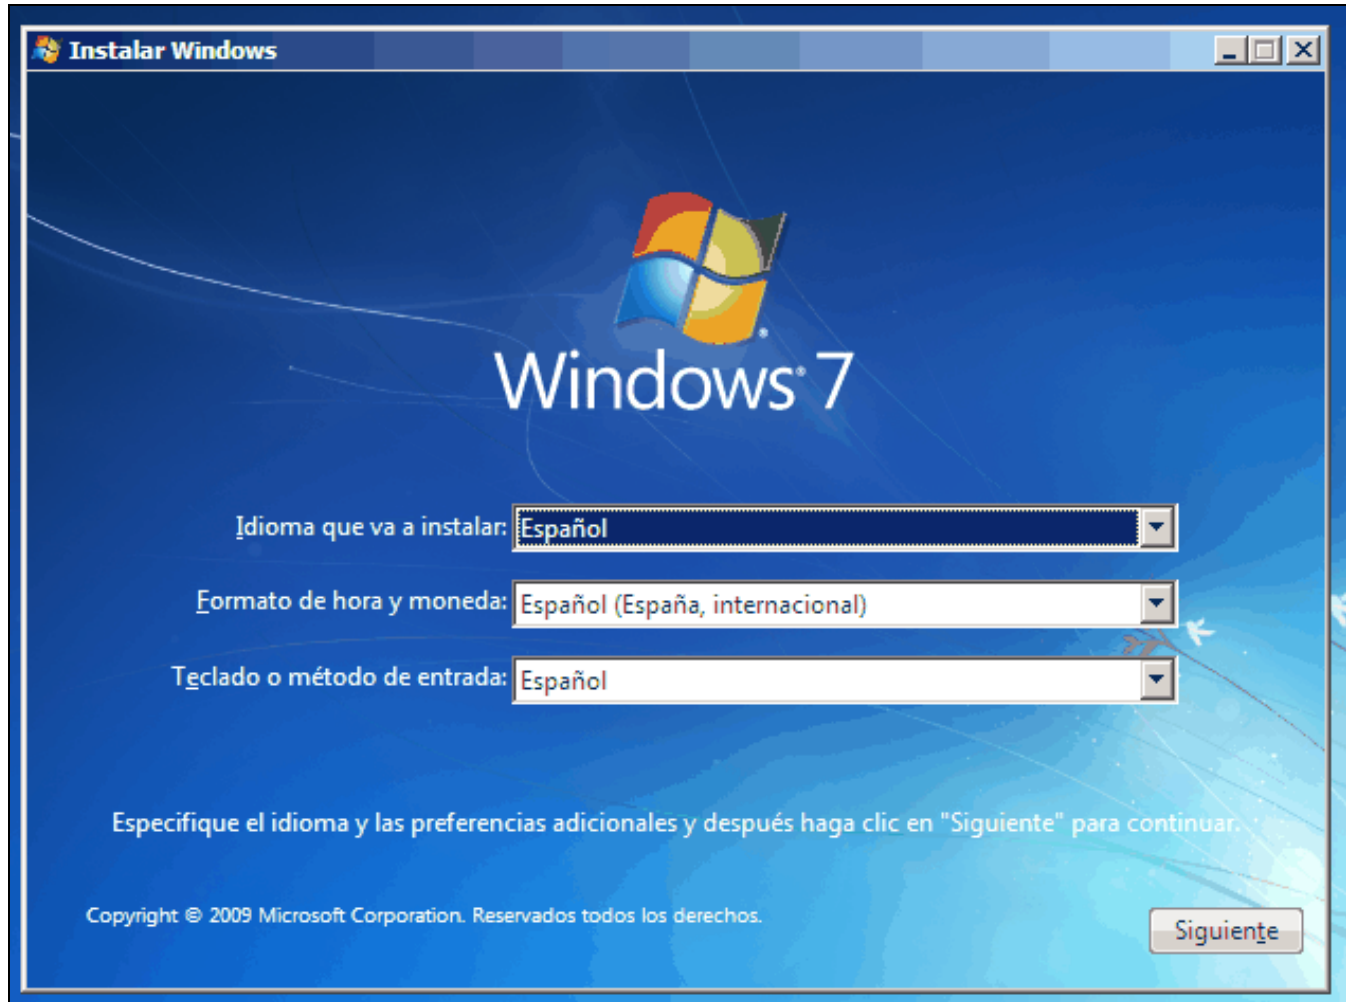 Instalar Windows
Windows® 7
Idioma que va a instalar: Español
Formato de hora y moneda: Español (España, internacional)
Teclado o método de entrada: Español
Especifique el idioma y las preferencias adicionales y después haga clic en "Siguiente" para continuar.
Copyright © 2009 Microsoft Corporation. Reservados todos los derechos.
Siguiente